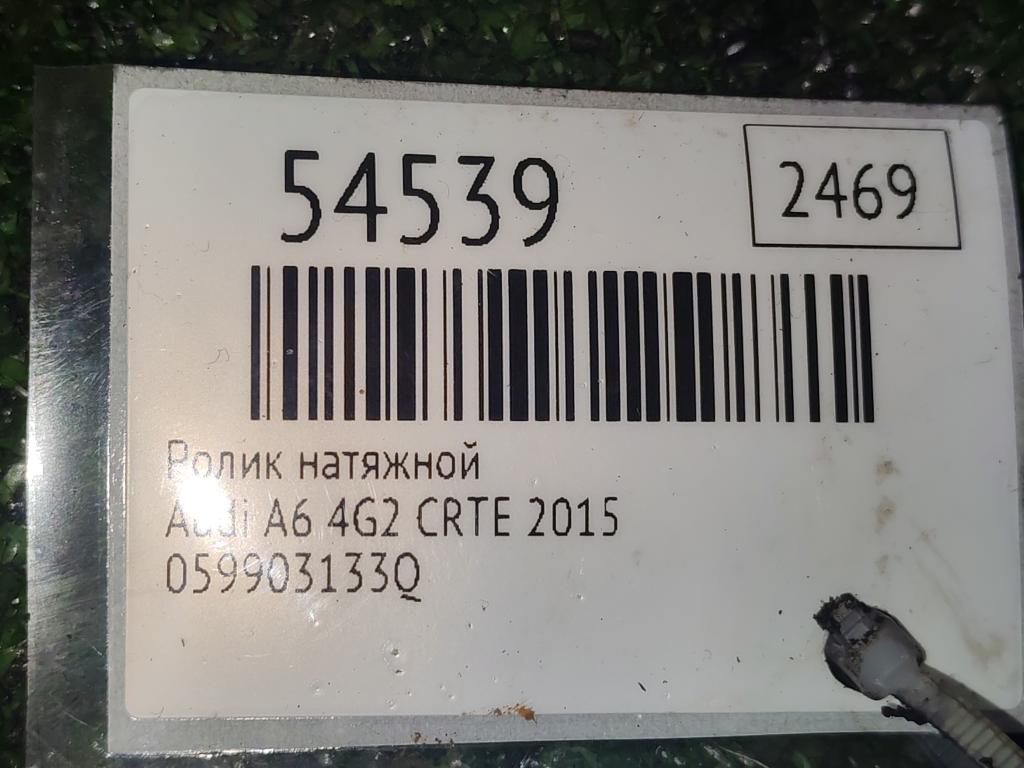 54539
2469
Ролик натяжной
Audi A6 4G2 CRTE 2015
059903133Q